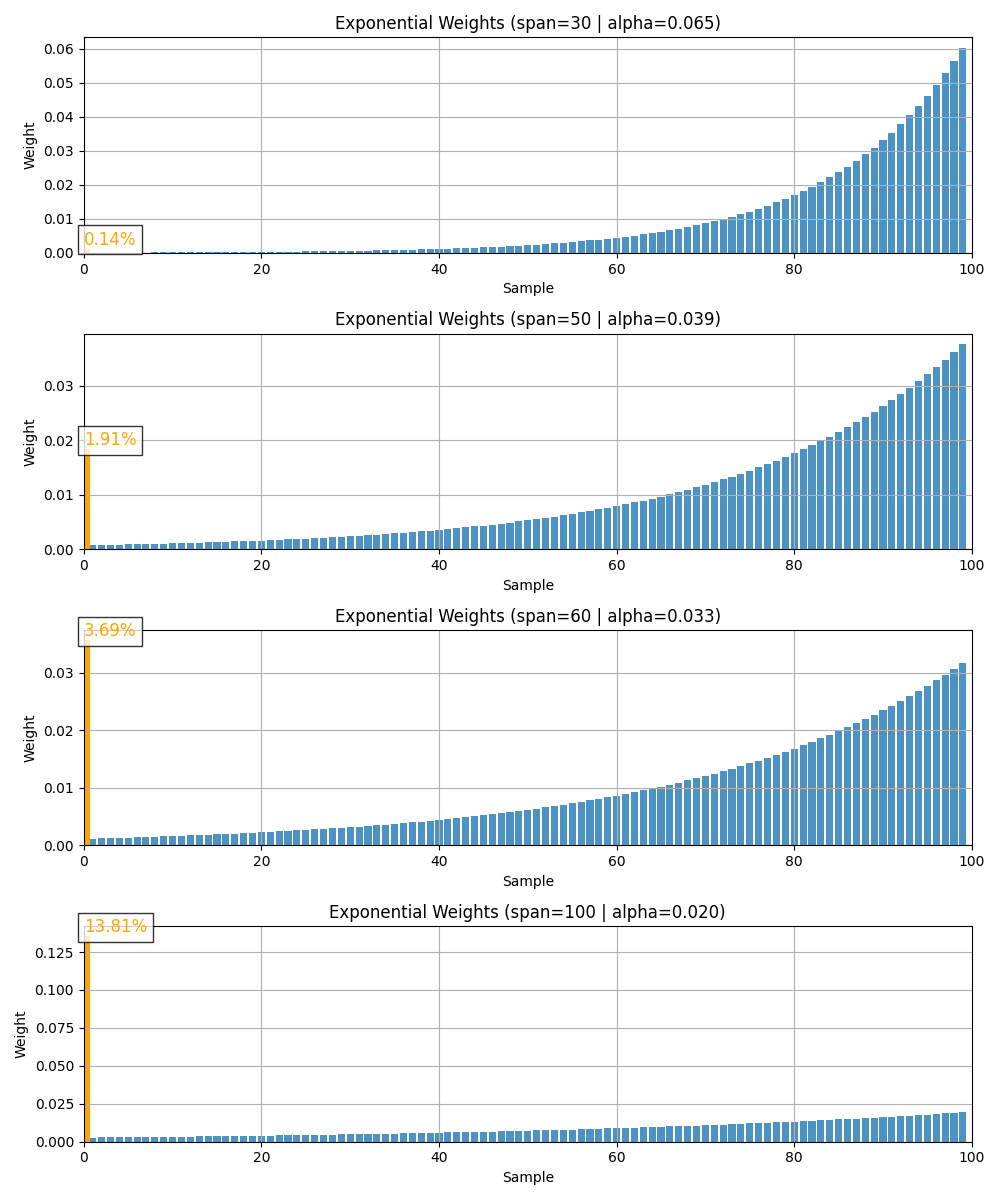 Exponential Weights (span=30 | alpha=0.065)
0.06
0.05
0.04
0.03
0.02
0.01
0.00
Weight
0.14%
0 20 40 60 80 100
Sample
Exponential Weights (span=50 | alpha=0.039)
0.03
0.02
0.01
0.00
Weight
1.91%
0 20 40 60 80 100
Sample
Exponential Weights (span=60 | alpha=0.033)
3.69%
0.03
0.02
0.01
0.00
Weight
0 20 40 60 80 100
Sample
Exponential Weights (span=100 | alpha=0.020)
13.81%
0.125
0.100
0.075
0.050
0.025
0.000
Weight
0 20 40 60 80 100
Sample